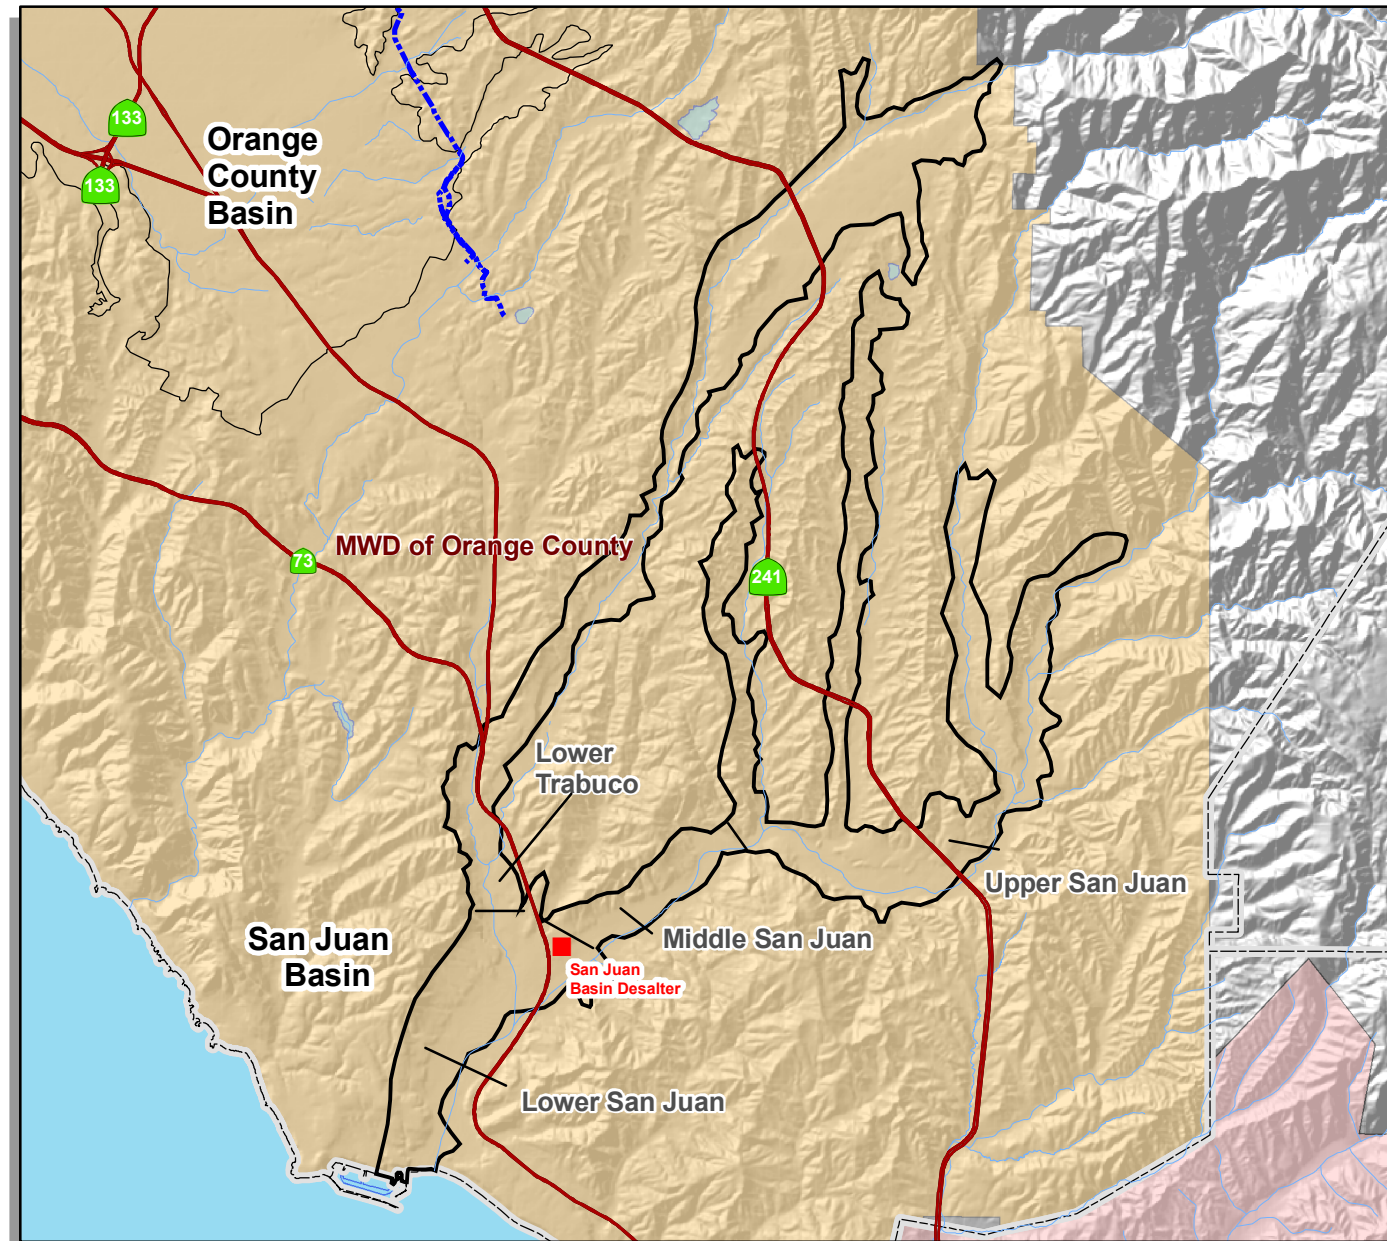 133
133
Orange
County
Basin
73
MWD of Orange County
241
Lower
Trabuco
Upper San Juan
San Juan
Basin
Middle San Juan
San Juan
Basin Desalter
Lower San Juan